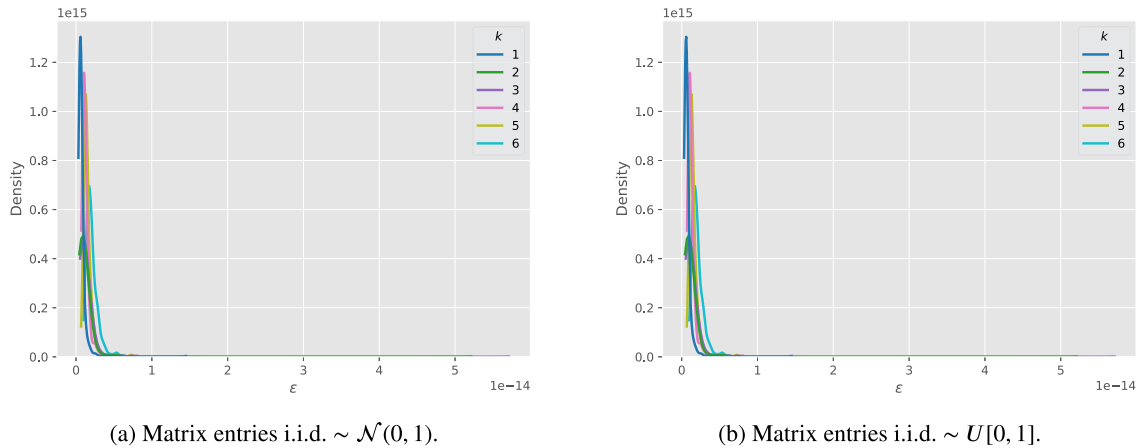 1e15
k
1
2
3
4
5
6
1.2
1.0
0.8
0.6
0.4
0.2
0.0
Density
0 1 2 3 4 5
1e−14
ε
(a) Matrix entries i.i.d. ∼ 𝒩(0, 1).
1e15
k
1
2
3
4
5
6
1.2
1.0
0.8
0.6
0.4
0.2
0.0
Density
0 1 2 3 4 5
1e−14
ε
(b) Matrix entries i.i.d. ∼ U[0, 1].